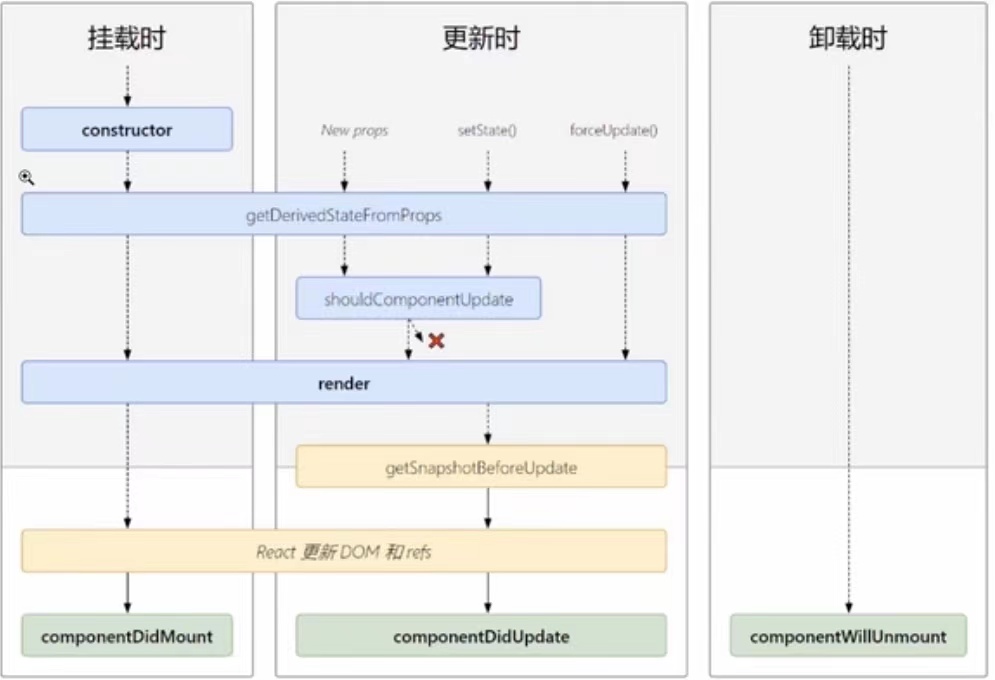 挂载时
更新时
卸载时
constructor
New props
setState()
forceUpdate()
getDerivedStateFromProps
shouldComponentUpdate
render
getSnapshotBeforeUpdate
React 更新 DOM 和 refs
componentDidMount
componentDidUpdate
componentWillUnmount